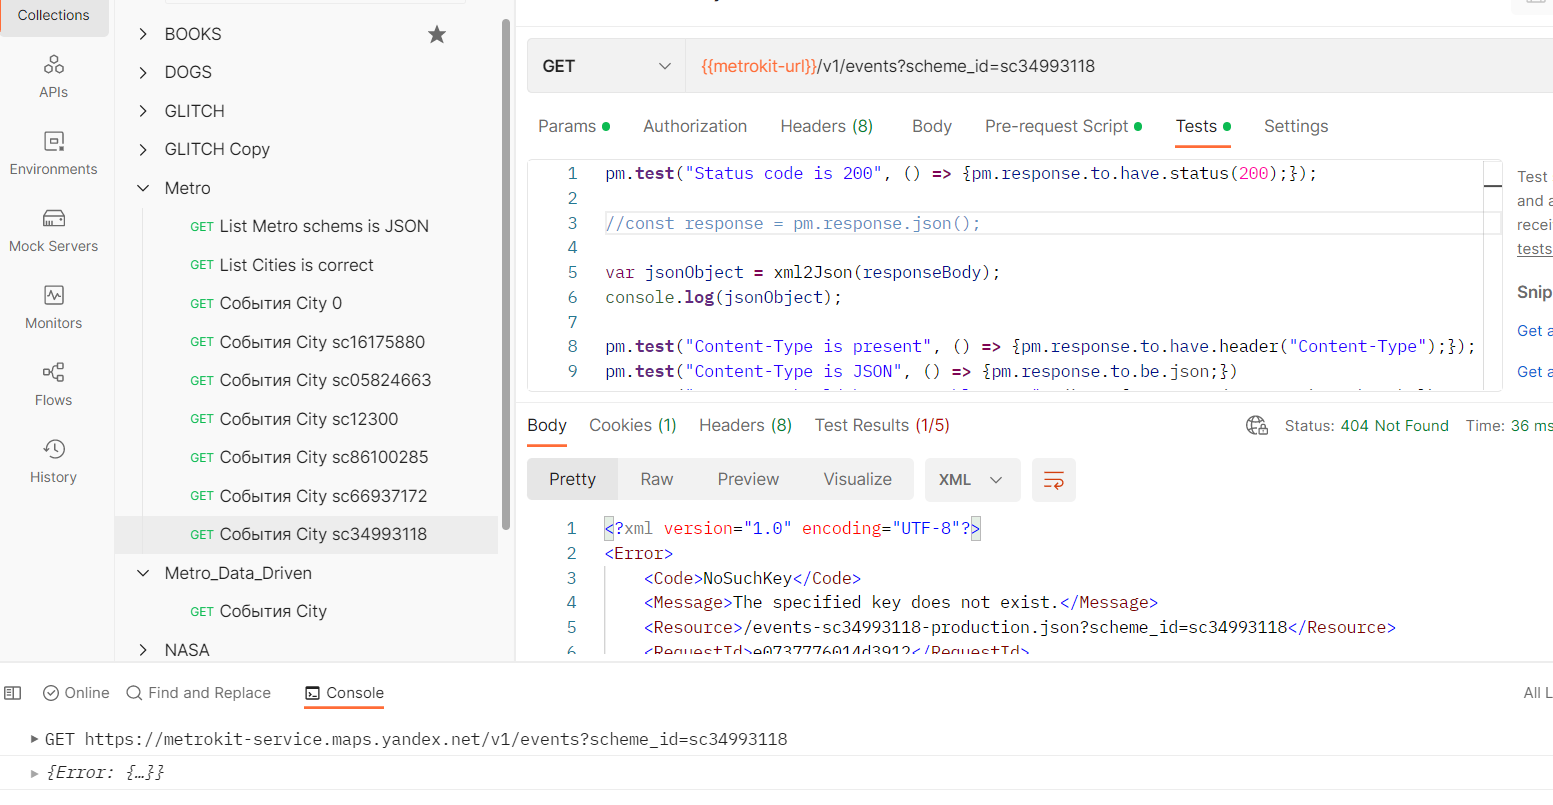 Collections
APIs
Environments
Mock Servers
Monitors
Flows
History
BOOKS
DOGS
GLITCH
GLITCH Copy
Metro
GET List Metro schems is JSON
GET List Cities is correct
GET События City 0
GET События City sc16175880
GET События City sc05824663
GET События City sc12300
GET События City sc86100285
GET События City sc66937172
GET События City sc34993118
Metro_Data_Driven
GET События City
NASA
GET {{metrokit-url}}/v1/events?scheme_id=sc34993118
Params Authorization Headers (8) Body Pre-request Script Tests Settings
1 pm.test("Status code is 200", () => {pm.response.to.have.status(200);});
2
3 //const response = pm.response.json();
4
5 var jsonObject = xml2Json(responseBody);
6 console.log(jsonObject);
7
8 pm.test("Content-Type is present", () => {pm.response.to.have.header("Content-Type");});
9 pm.test("Content-Type is JSON", () => {pm.response.to.be.json;})
Test
and a
recei
tests
Snip
Get a
Get a
Body Cookies (1) Headers (8) Test Results (1/5) Status: 404 Not Found Time: 36 ms
Pretty Raw Preview Visualize XML
1 <?xml version="1.0" encoding="UTF-8"?>
2 <Error>
3 <Code>NoSuchKey</Code>
4 <Message>The specified key does not exist.</Message>
5 <Resource>/events-sc34993118-production.json?scheme_id=sc34993118</Resource>
6 <RequestId>e0737776014d3912</RequestId>
Online Find and Replace Console All L
GET https://metrokit-service.maps.yandex.net/v1/events?scheme_id=sc34993118
{Error: {…}}